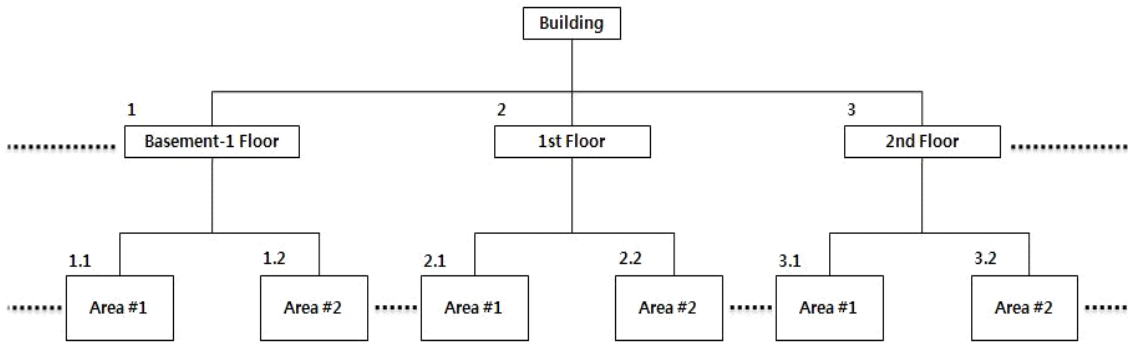 Building
1 2 3
Basement-1 Floor 1st Floor 2nd Floor
1.1 1.2 2.1 2.2 3.1 3.2
Area #1 Area #2 Area #1 Area #2 Area #1 Area #2